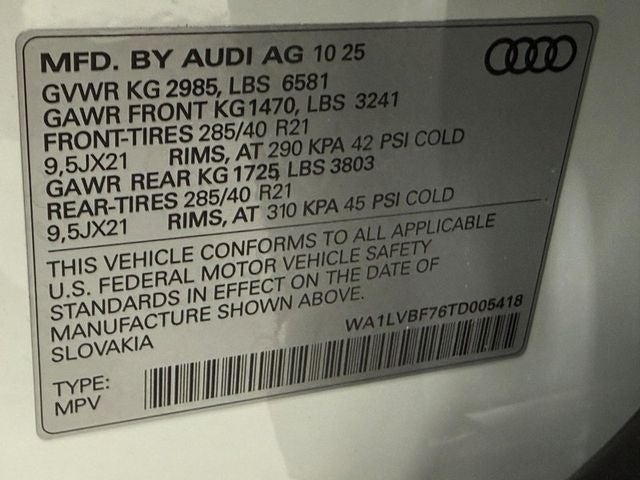 MFD. BY AUDI AG 10 25
GVWR KG 2985, LBS 6581
GAWR FRONT KG1470, LBS 3241
FRONT-TIRES 285/40 R21
9,5JX21 RIMS, AT 290 KPA 42 PSI COLD
GAWR REAR KG 1725 LBS 3803
REAR-TIRES 285/40 R21
9,5JX21 RIMS, AT 310 KPA 45 PSI COLD
THIS VEHICLE CONFORMS TO ALL APPLICABLE
U.S. FEDERAL MOTOR VEHICLE SAFETY
STANDARDS IN EFFECT ON THE DATE OF
MANUFACTURE SHOWN ABOVE.
SLOVAKIA
WA1LVBF76TD005418
TYPE:
MPV